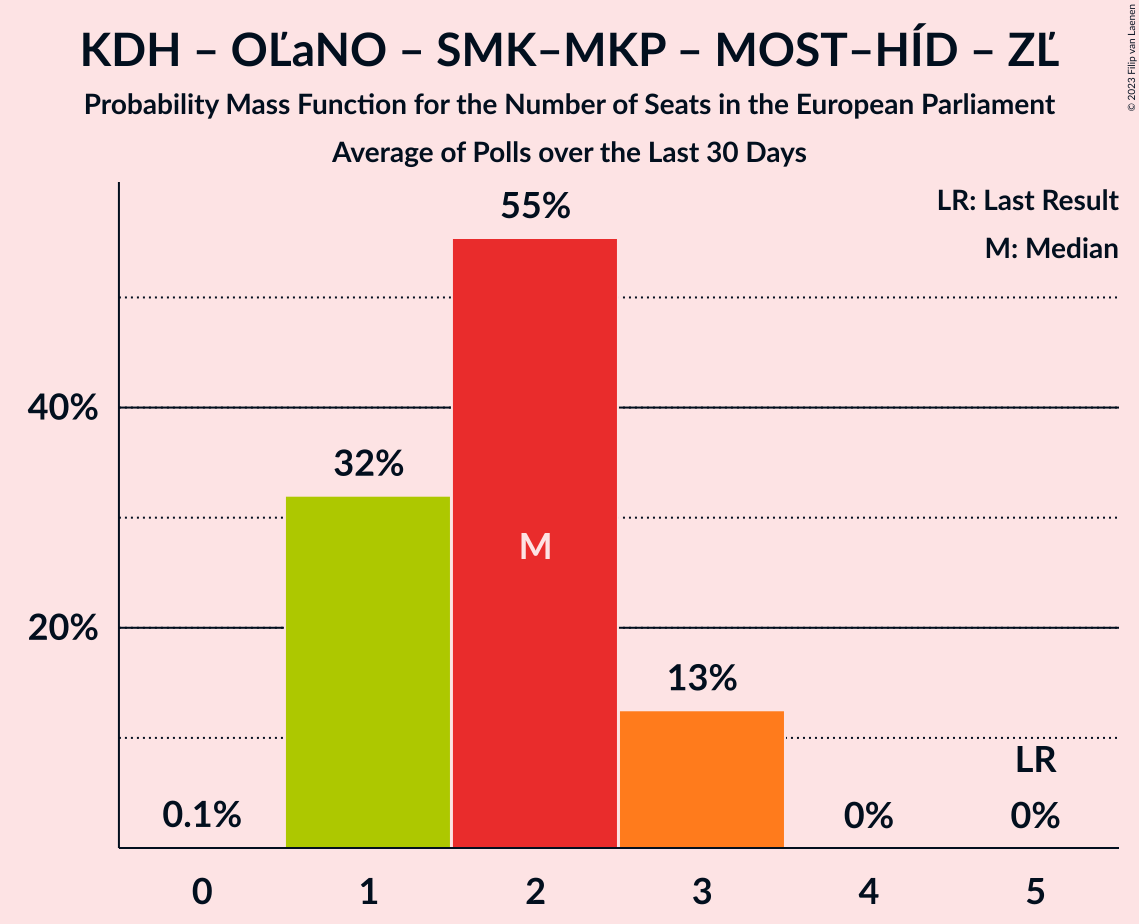 KDH – OĽaNO – SMK–MKP – MOST–HÍD – ZĽ
Probability Mass Function for the Number of Seats in the European Parliament
Average of Polls over the Last 30 Days
© 2023 Filip van Laenen
LR: Last Result
M: Median
55%
40%
32%
M
20%
13%
LR
0.1%
0%
0%
0
1
2
3
4
5